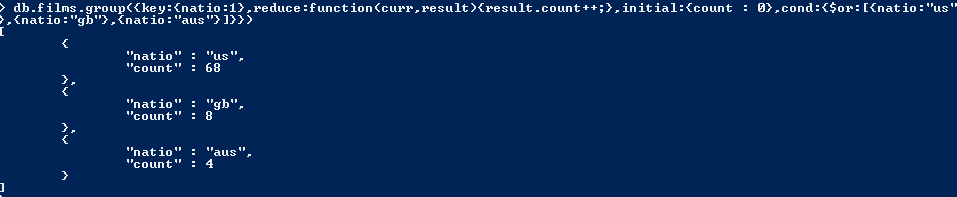 > db.films.group({key:{natio:1},reduce:function(curr,result){result.count++;},initial:{count : 0},cond:{$or:[{natio:"us"
},{natio:"gb"},{natio:"aus"}]}})
[
{
"natio" : "us",
"count" : 68
},
{
"natio" : "gb",
"count" : 8
},
{
"natio" : "aus",
"count" : 4
}
]